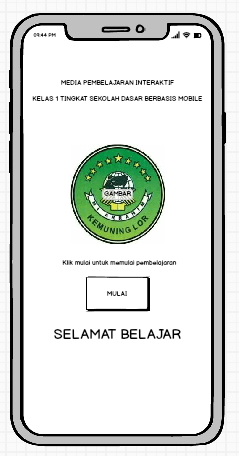 09:44 PM
MEDIA PEMBELAJARAN INTERAKTIF
KELAS 1 TINGKAT SEKOLAH DASAR BERBASIS MOBILE
GAMBAR
KEMUNING LOR
Klik mulai untuk memulai pembelajaran
MULAI
SELAMAT BELAJAR